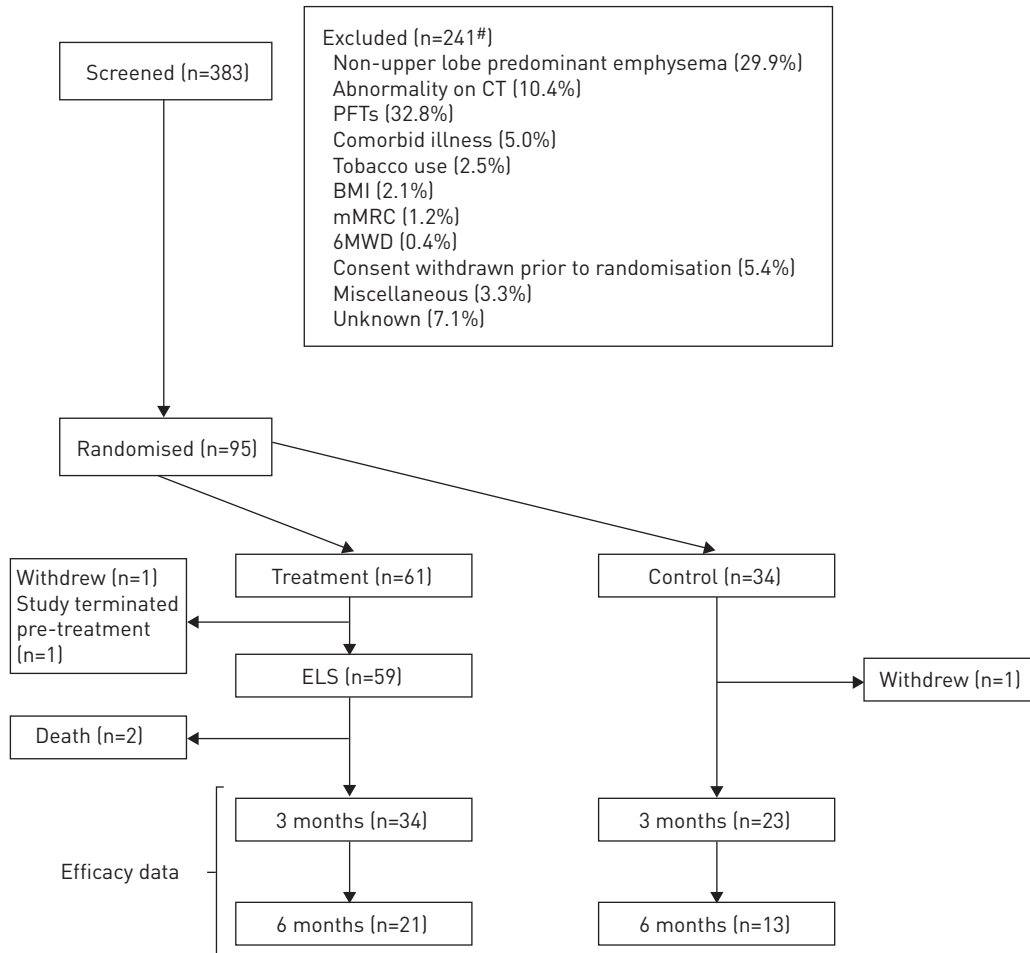 Screened (n=383)
Excluded (n=241#)
Non-upper lobe predominant emphysema (29.9%)
Abnormality on CT (10.4%)
PFTs (32.8%)
Comorbid illness (5.0%)
Tobacco use (2.5%)
BMI (2.1%)
mMRC (1.2%)
6MWD (0.4%)
Consent withdrawn prior to randomisation (5.4%)
Miscellaneous (3.3%)
Unknown (7.1%)
Randomised (n=95)
Withdrew (n=1)
Study terminated
pre-treatment
(n=1)
Treatment (n=61)
Control (n=34)
ELS (n=59)
Withdrew (n=1)
Death (n=2)
3 months (n=34)
3 months (n=23)
Efficacy data
6 months (n=21)
6 months (n=13)